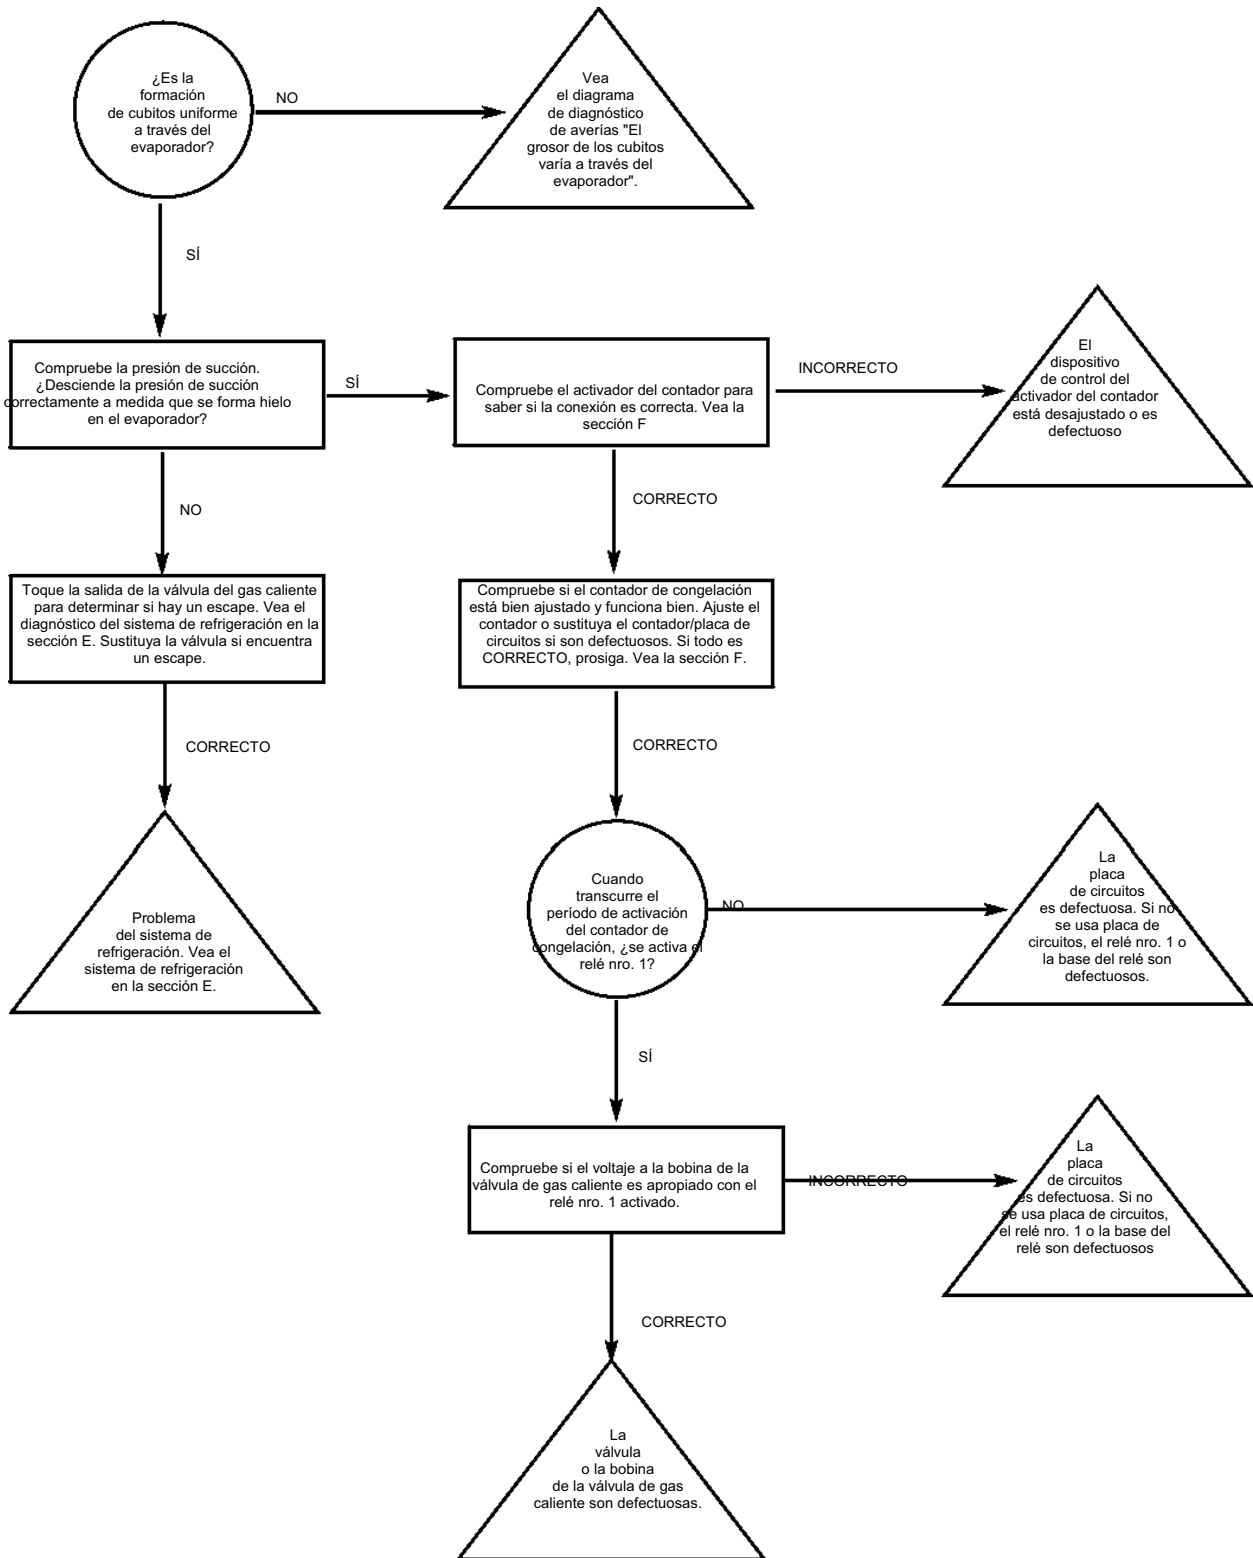 ¿Es la
formación
de cubitos uniforme
a través del
evaporador?
NO
Vea
el diagrama
de diagnóstico
de averías "El
grosor de los cubitos
varía a través del
evaporador".
SÍ
Compruebe la presión de succión.
¿Desciende la presión de succión
correctamente a medida que se forma hielo
en el evaporador?
SÍ
Compruebe el activador del contador para
saber si la conexión es correcta. Vea la
sección F
INCORRECTO
El
dispositivo
de control del
activador del contador
está desajustado o es
defectuoso
NO
CORRECTO
Toque la salida de la válvula del gas caliente
para determinar si hay un escape. Vea el
diagnóstico del sistema de refrigeración en la
sección E. Sustituya la válvula si encuentra
un escape.
Compruebe si el contador de congelación
está bien ajustado y funciona bien. Ajuste el
contador o sustituya el contador/placa de
circuitos si son defectuosos. Si todo es
CORRECTO, prosiga. Vea la sección F.
CORRECTO
CORRECTO
Problema
del sistema de
refrigeración. Vea el
sistema de refrigeración
en la sección E.
Cuando
transcurre el
período de activación
del contador de
congelación, ¿se activa el
relé nro. 1?
NO
La
placa
de circuitos
es defectuosa. Si no
se usa placa de
circuitos, el relé nro. 1 o
la base del relé son
defectuosos.
SÍ
Compruebe si el voltaje a la bobina de la
válvula de gas caliente es apropiado con el
relé nro. 1 activado.
INCORRECTO
La
placa
de circuitos
es defectuosa. Si no
se usa placa de circuitos,
el relé nro. 1 o la base del
relé son defectuosos
CORRECTO
La
válvula
o la bobina
de la válvula de gas
caliente son defectuosas.